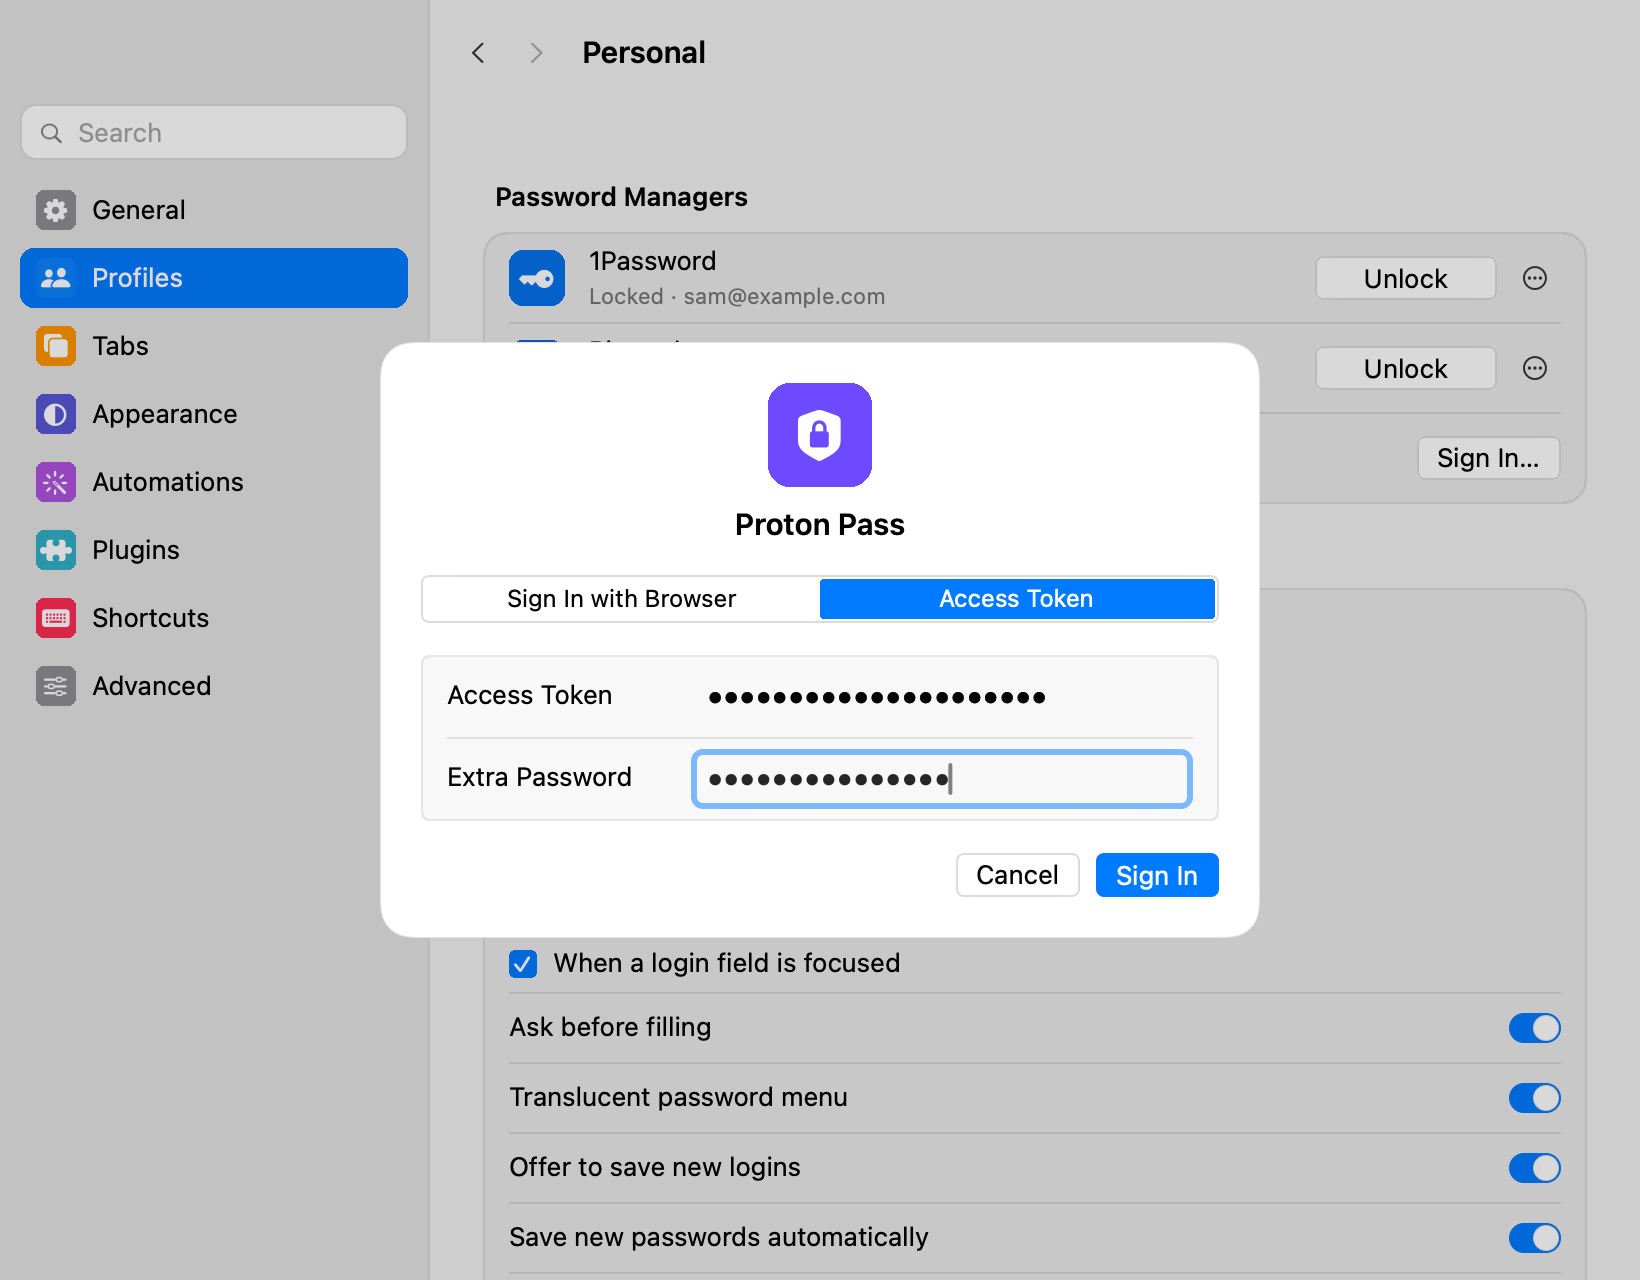 Personal
Search
General
Profiles
Tabs
Appearance
Automations
Plugins
Shortcuts
Advanced
Password Managers
1Password
Locked · sam@example.com
Unlock
Unlock
Sign In...
Proton Pass
Sign In with Browser
Access Token
Access Token
Extra Password
Cancel
Sign In
When a login field is focused
Ask before filling
Translucent password menu
Offer to save new logins
Save new passwords automatically